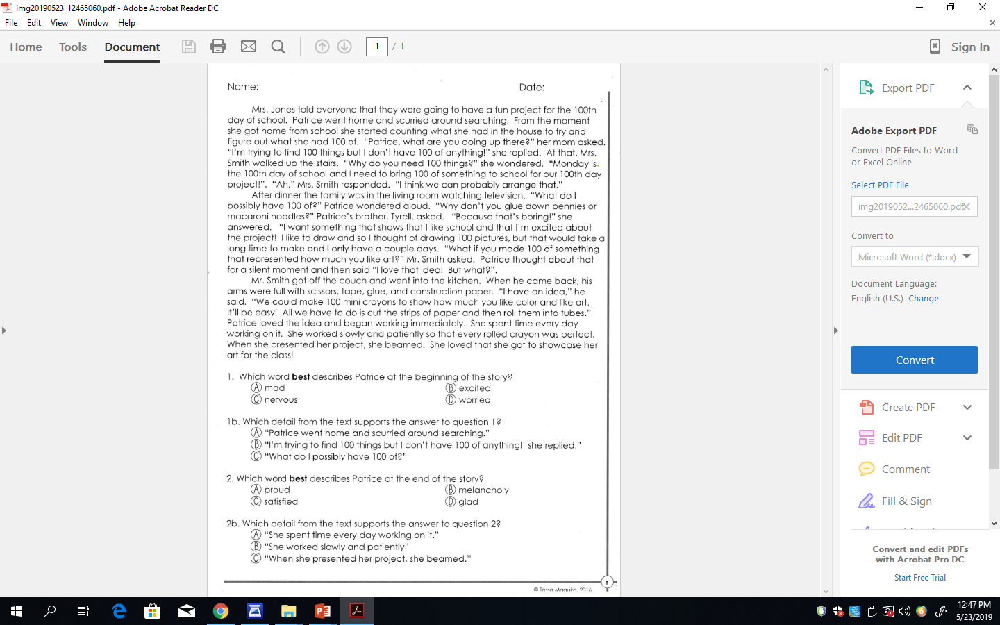 img20190523_12465060.pdf - Adobe Acrobat Reader DC
File Edit View Window Help
Home Tools Document 1 / 1 Sign In
Name: Date:
Mrs. Jones told everyone that they were going to have a fun project for the 100th
day of school. Patrice went home and scurried around searching. From the moment
she got home from school she started counting what she had in the house to try and
figure out what she had 100 of. “Patrice, what are you doing up there?” her mom asked.
“I’m trying to find 100 things but I don’t have 100 of anything!” she replied. At that, Mrs.
Smith walked up the stairs. “Why do you need 100 things?” she wondered. “Monday is
the 100th day of school and I need to bring 100 of something to school for our 100th day
project!”. “Ah,” Mrs. Smith responded. “I think we can probably arrange that.”
After dinner the family was in the living room watching television. “What do I
possibly have 100 of?” Patrice wondered aloud. “Why don’t you glue down pennies or
macaroni noodles?” Patrice’s brother, Tyrell, asked. “Because that’s boring!” she
answered. “I want something that shows that I like school and that I’m excited about
the project! I like to draw and so I thought of drawing 100 pictures, but that would take a
long time to make and I only have a couple days. “What if you made 100 of something
that represented how much you like art?” Mr. Smith asked. Patrice thought about that
for a silent moment and then said “I love that idea! But what?”.
Mr. Smith got off the couch and went into the kitchen. When he came back, his
arms were full with scissors, tape, glue, and construction paper. “I have an idea,” he
said. “We could make 100 mini crayons to show how much you like color and like art.
It’ll be easy! All we have to do is cut the strips of paper and then roll them into tubes.”
Patrice loved the idea and began working immediately. She spent time every day
working on it. She worked slowly and patiently so that every rolled crayon was perfect.
When she presented her project, she beamed. She loved that she got to showcase her
art for the class!
1. Which word best describes Patrice at the beginning of the story?
A mad B excited
C nervous D worried
1b. Which detail from the text supports the answer to question 1?
A “Patrice went home and scurried around searching.”
B “I’m trying to find 100 things but I don’t have 100 of anything!’ she replied.”
C “What do I possibly have 100 of?”
2. Which word best describes Patrice at the end of the story?
A proud B melancholy
C satisfied D glad
2b. Which detail from the text supports the answer to question 2?
A “She spent time every day working on it.”
B “She worked slowly and patiently”
C “When she presented her project, she beamed.”
8
© Tessa Maguire, 2016
Export PDF
Adobe Export PDF
Convert PDF Files to Word
or Excel Online
Select PDF File
img2019052...2465060.pdf
Convert to
Microsoft Word (*.docx)
Document Language:
English (U.S.) Change
Convert
Create PDF
Edit PDF
Comment
Fill & Sign
Convert and edit PDFs
with Acrobat Pro DC
Start Free Trial
12:47 PM
5/23/2019